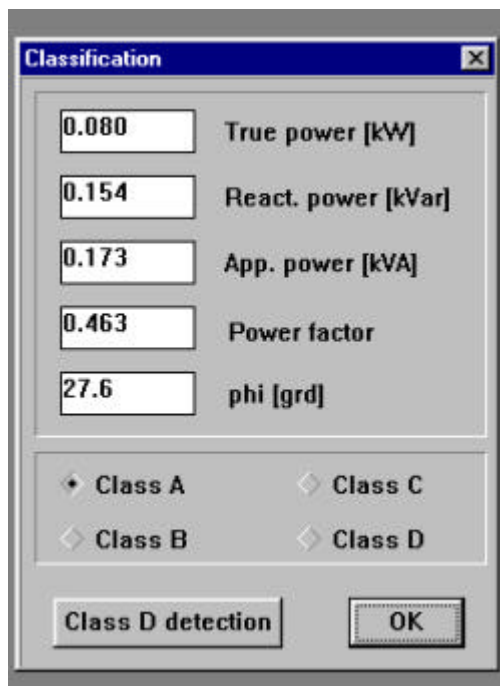 Classification
0.080 True power [kW]
0.154 React. power [kVar]
0.173 App. power [kVA]
0.463 Power factor
27.6 phi [grd]
Class A Class C
Class B Class D
Class D detection OK